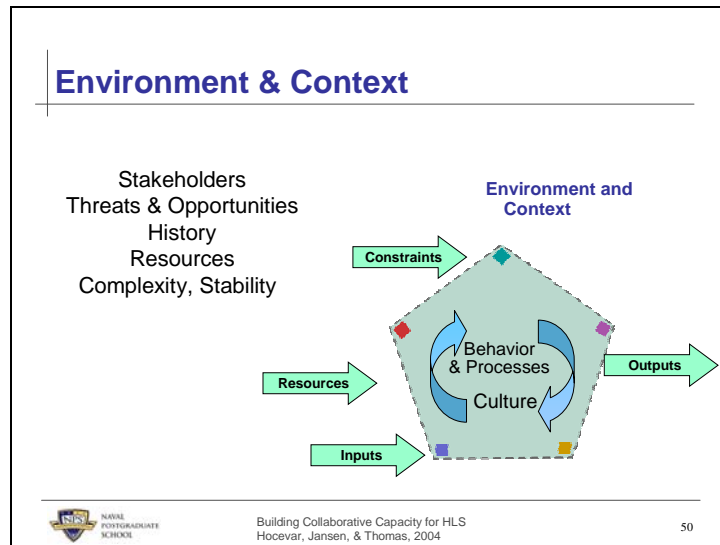 Environment & Context
Stakeholders
Threats & Opportunities
History
Resources
Complexity, Stability
Environment and
Context
Constraints
Behavior
& Processes
Culture
Resources
Outputs
Inputs
NPS
NAVAL
POSTGRADUATE
SCHOOL
Building Collaborative Capacity for HLS
Hocevar, Jansen, & Thomas, 2004
50